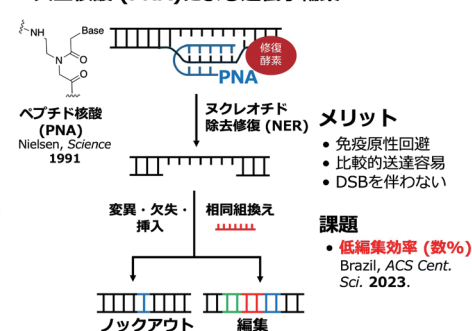 NH
Base
N
O
O
修復
酵素
PNA
ペプチド核酸
(PNA)
Nielsen, Science
1991
ヌクレオチド
除去修復 (NER)
メリット
• 免疫原性回避
• 比較的送達容易
• DSBを伴わない
変異・欠失・
挿入
相同組換え
課題
• 低編集効率 (数%)
Brazil, ACS Cent.
Sci. 2023.
ノックアウト
編集